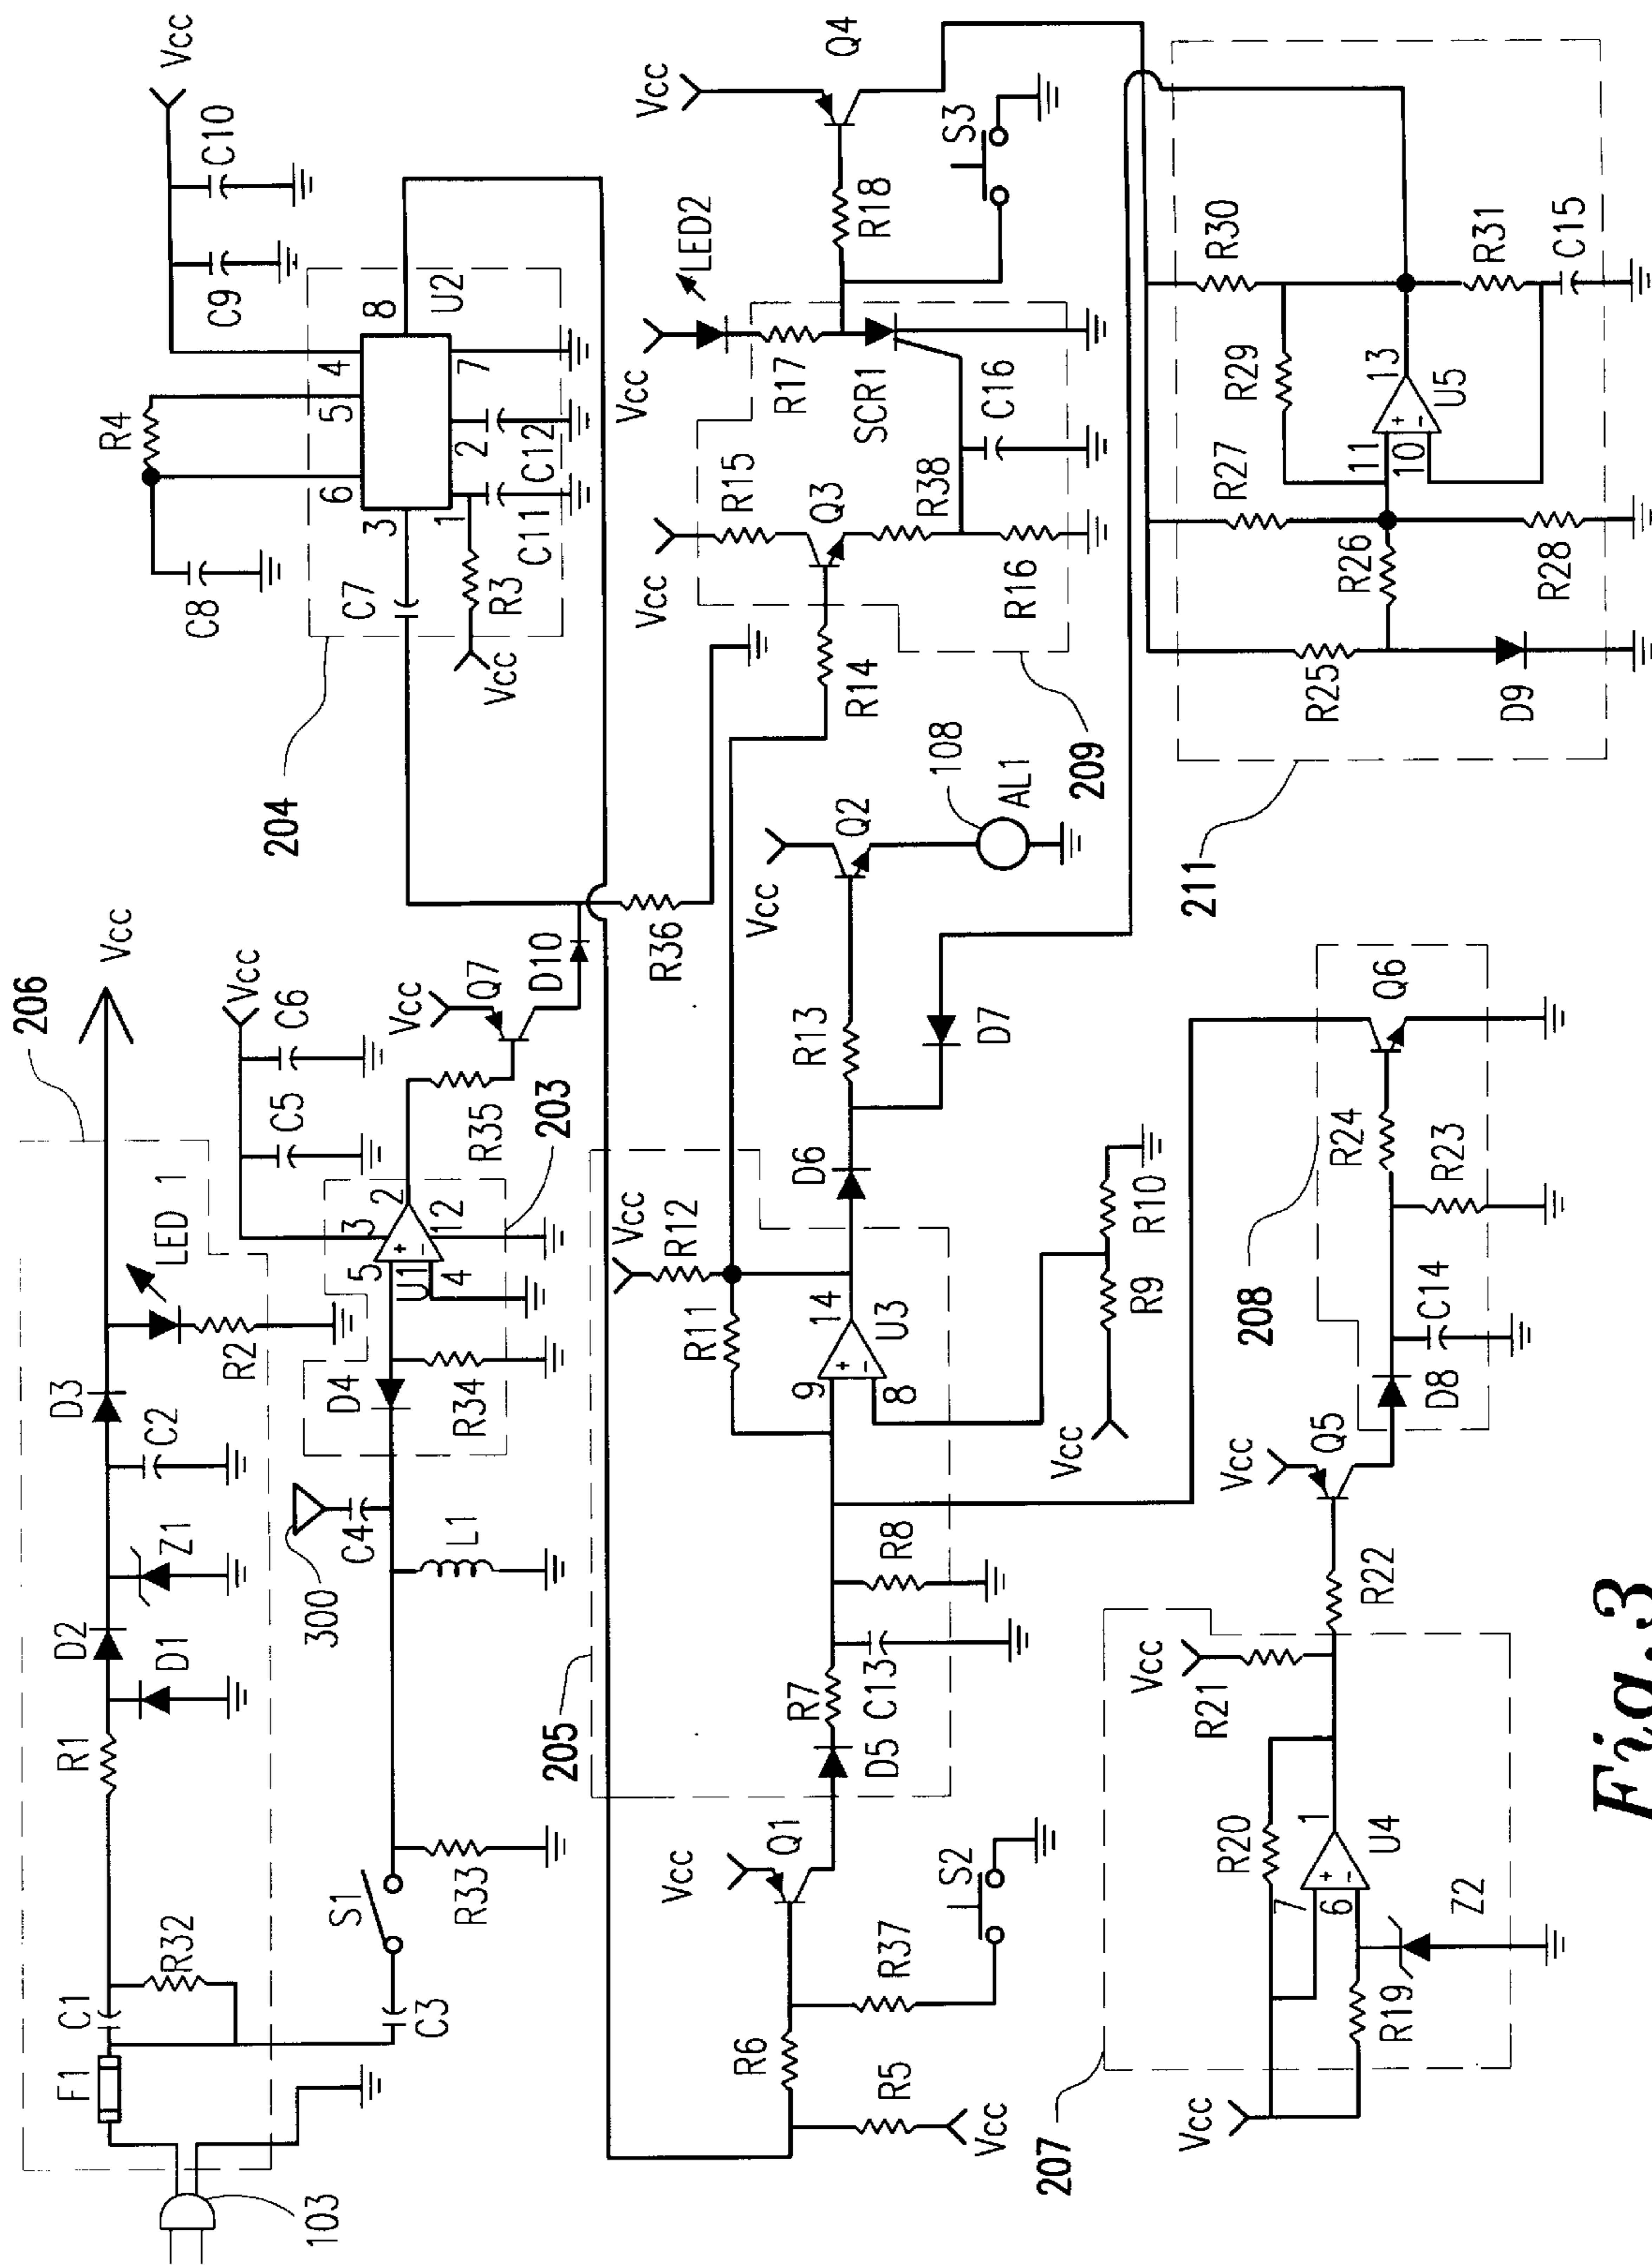 206
Vcc
F1
C1
R32
R1
D2
D1
Z1
C2
D3
LED 1
R2
103
C3
S1
R33
L1
C4
300
D4
R34
5
U1
4
+
-
3
2
12
203
Vcc
C5
C6
R35
Vcc
Q7
D10
R36
204
C8
R4
C7
3
6
5
4
8
U2
1
2
7
R3
Vcc
C11
C12
C9
C10
Vcc
205
R6
R5
Vcc
Vcc
Q1
R37
S2
D5
R7
C13
R8
R11
R12
Vcc
9
8
+
-
14
U3
D6
R13
D7
Vcc
Q2
108
AL1
Vcc
R9
R10
R14
209
Vcc
R15
Q3
R38
R16
C16
Vcc
LED2
R17
SCR1
R18
S3
Vcc
Q4
207
Vcc
R20
7
6
+
-
1
U4
R19
Z2
R21
Vcc
R22
Vcc
Q5
208
D8
C14
R24
R23
Q6
211
R25
D9
R26
R27
R28
R29
11
10
+
-
13
U5
R30
R31
C15
Fig.3